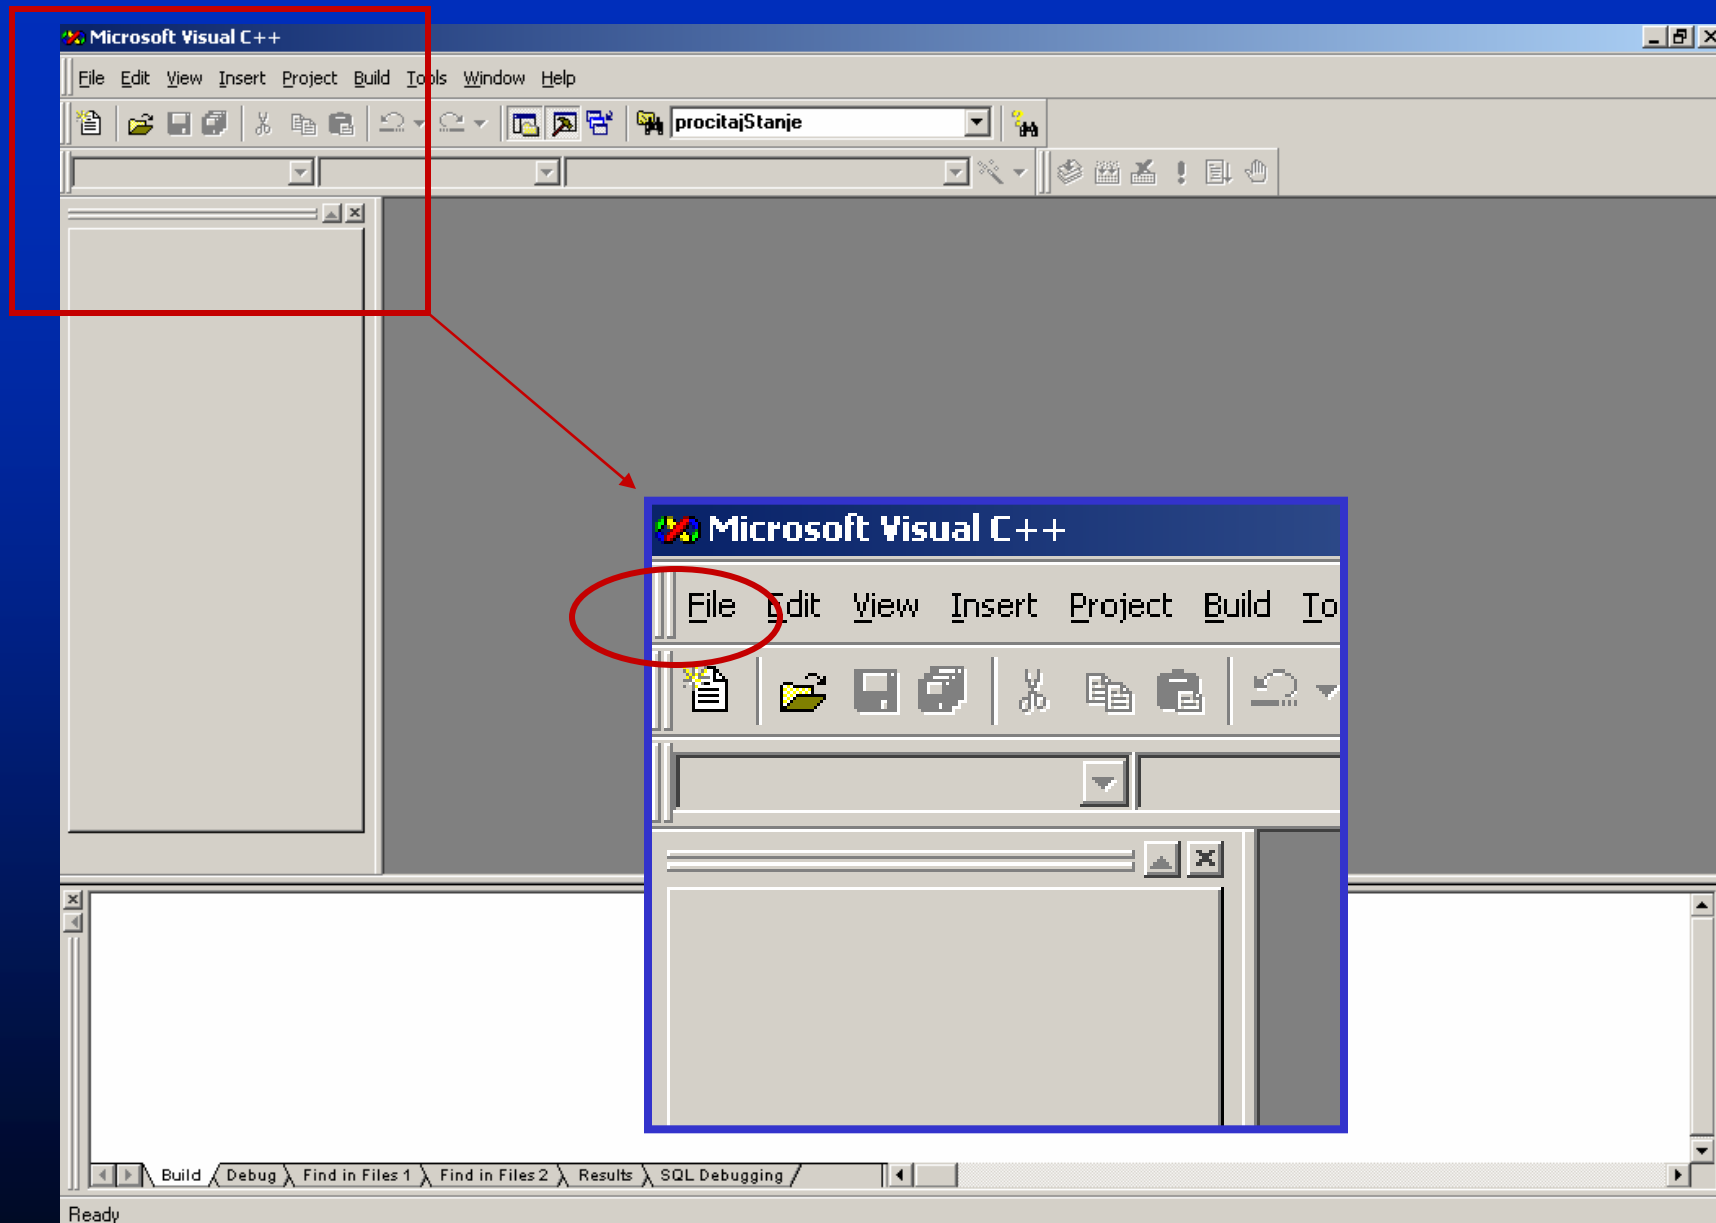 Microsoft Visual C++
File Edit View Insert Project Build Tools Window Help
procitajStanje
Microsoft Visual C++
File Edit View Insert Project Build To
Build Debug Find in Files 1 Find in Files 2 Results SQL Debugging
Ready